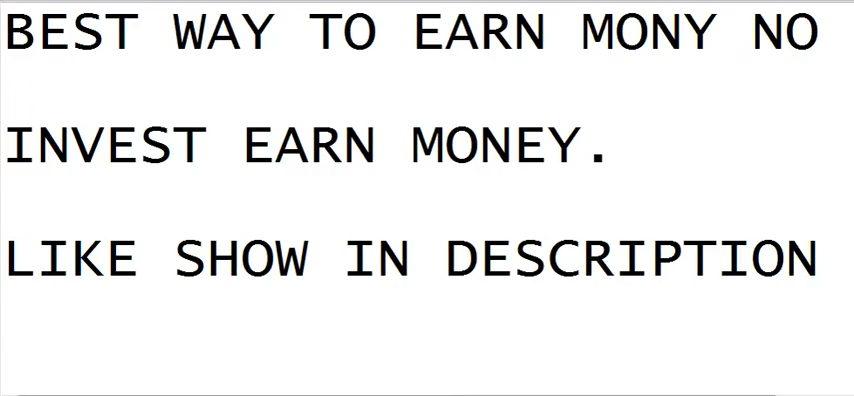 BEST WAY TO EARN MONY NO
INVEST EARN MONEY.
LIKE SHOW IN DESCRIPTION